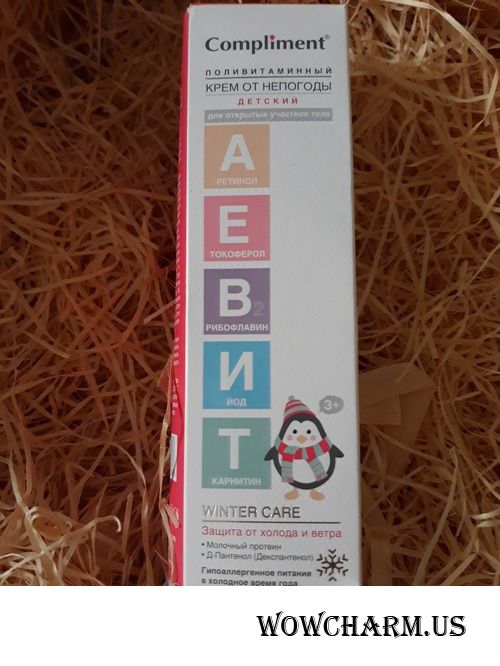 Compliment®
ПОЛИВИТАМИННЫЙ
КРЕМ ОТ НЕПОГОДЫ
ДЕТСКИЙ
для открытых участков тела
А
РЕТИНОЛ
Е
ТОКОФЕРОЛ
В2
РИБОФЛАВИН
И
ЙОД
Т
КАРНИТИН
3+
WINTER CARE
Защита от холода и ветра
• Молочный протеин
• Д-Пантенол (Декспантенол)
Гипоаллергенное питание
в холодное время года
WOWCHARM.US